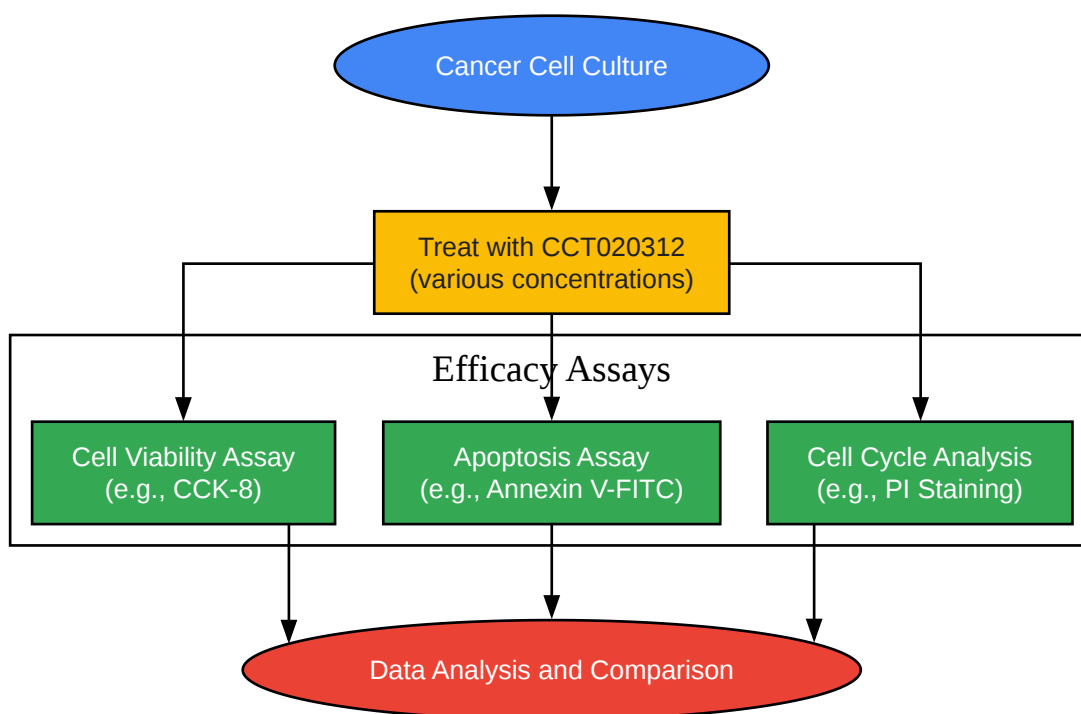 Cancer Cell Culture
Treat with CCT020312
(various concentrations)
Efficacy Assays
Cell Viability Assay
(e.g., CCK-8)
Apoptosis Assay
(e.g., Annexin V-FITC)
Cell Cycle Analysis
(e.g., PI Staining)
Data Analysis and Comparison